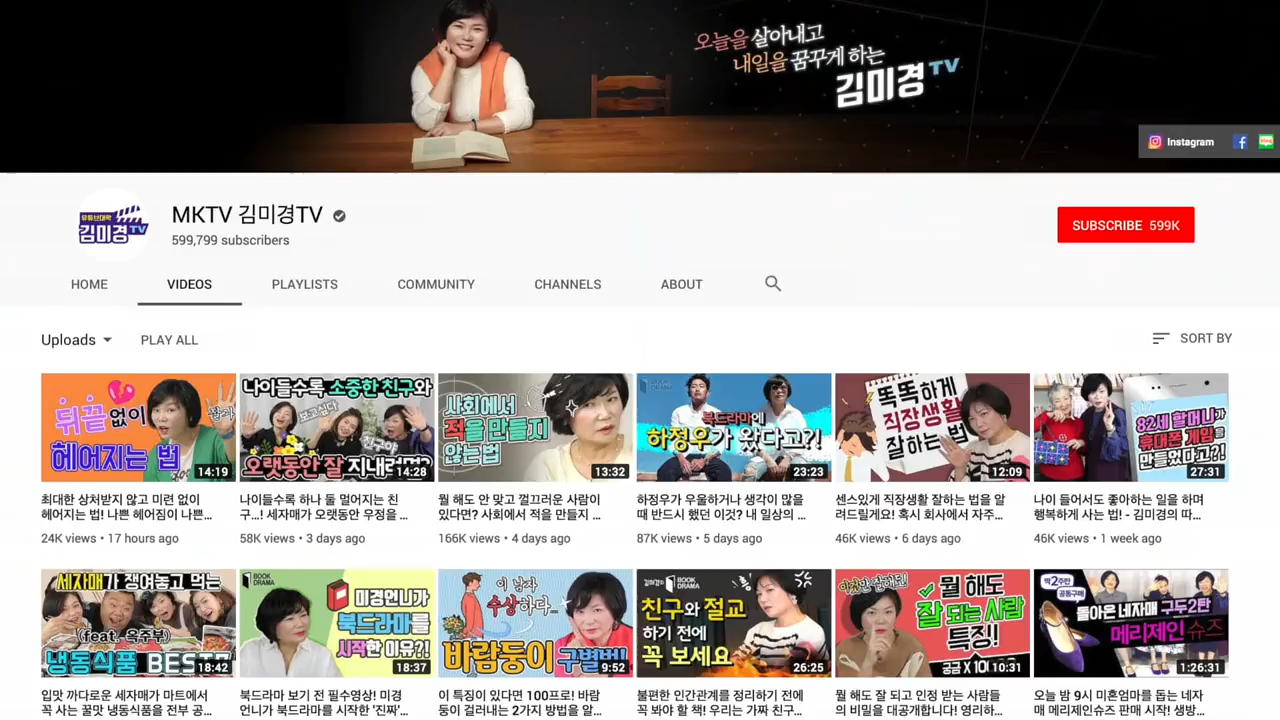 오늘을 살아내고
내일을 꿈꾸게 하는
김미경TV
Instagram
유튜브대학
김미경TV
MKTV 김미경TV
599,799 subscribers
SUBSCRIBE 599K
HOME VIDEOS PLAYLISTS COMMUNITY CHANNELS ABOUT
Uploads PLAY ALL SORT BY
뒤끝 없이
헤어지는 법
14:19
나이들수록 소중한 친구와
보고싶다
친구야
오랫동안 잘 지내려면?
14:28
사회에서
적을 만들지
않는법
13:32
BOOK DRAMA
북드라마에
하정우가 왔다고?!
23:23
똑똑하게
직장생활
잘하는 법
12:09
82세 할머니가
휴대폰 게임을
만들었다고?!
27:31
최대한 상처받지 않고 미련 없이
헤어지는 법! 나쁜 헤어짐이 나쁜...
24K views • 17 hours ago
나이들수록 하나 둘 멀어지는 친
구...! 세자매가 오랫동안 우정을 ...
58K views • 3 days ago
뭘 해도 안 맞고 껄끄러운 사람이
있다면? 사회에서 적을 만들지 ...
166K views • 4 days ago
하정우가 우울하거나 생각이 많을
때 반드시 했던 이것? 내 일상의 ...
87K views • 5 days ago
센스있게 직장생활 잘하는 법을 알
려드릴게요! 혹시 회사에서 자주...
46K views • 6 days ago
나이 들어서도 좋아하는 일을 하며
행복하게 사는 법! - 김미경의 따...
46K views • 1 week ago
세자매가 쟁여놓고 먹는
(feat. 옥주부)
냉동식품 BEST
18:42
BOOK DRAMA
미경언니가
북드라마를
시작한 이유?!
18:37
이 남자
수상하다...
바람둥이 구별법!
9:52
김미경의 BOOK DRAMA
친구와 절교
하기 전에
꼭 보세요
26:25
뭘 해도
잘 되는 사람
특징!
10:31
딱2주만
공동구매
돌아온 네자매 구두2탄
메리제인 슈즈
1:26:31
입맛 까다로운 세자매가 마트에서
꼭 사는 꿀맛 냉동식품을 전부 공...
북드라마 보기 전 필수영상! 미경
언니가 북드라마를 시작한 '진짜'...
이 특징이 있다면 100프로! 바람
둥이 걸러내는 2가지 방법을 알...
불편한 인간관계를 정리하기 전에
꼭 봐야 할 책! 우리는 가짜 친구...
뭘 해도 잘 되고 인정 받는 사람들
의 비밀을 대공개합니다! 영리하...
오늘 밤 9시 미혼엄마를 돕는 네자
매 메리제인슈즈 판매 시작! 생방...